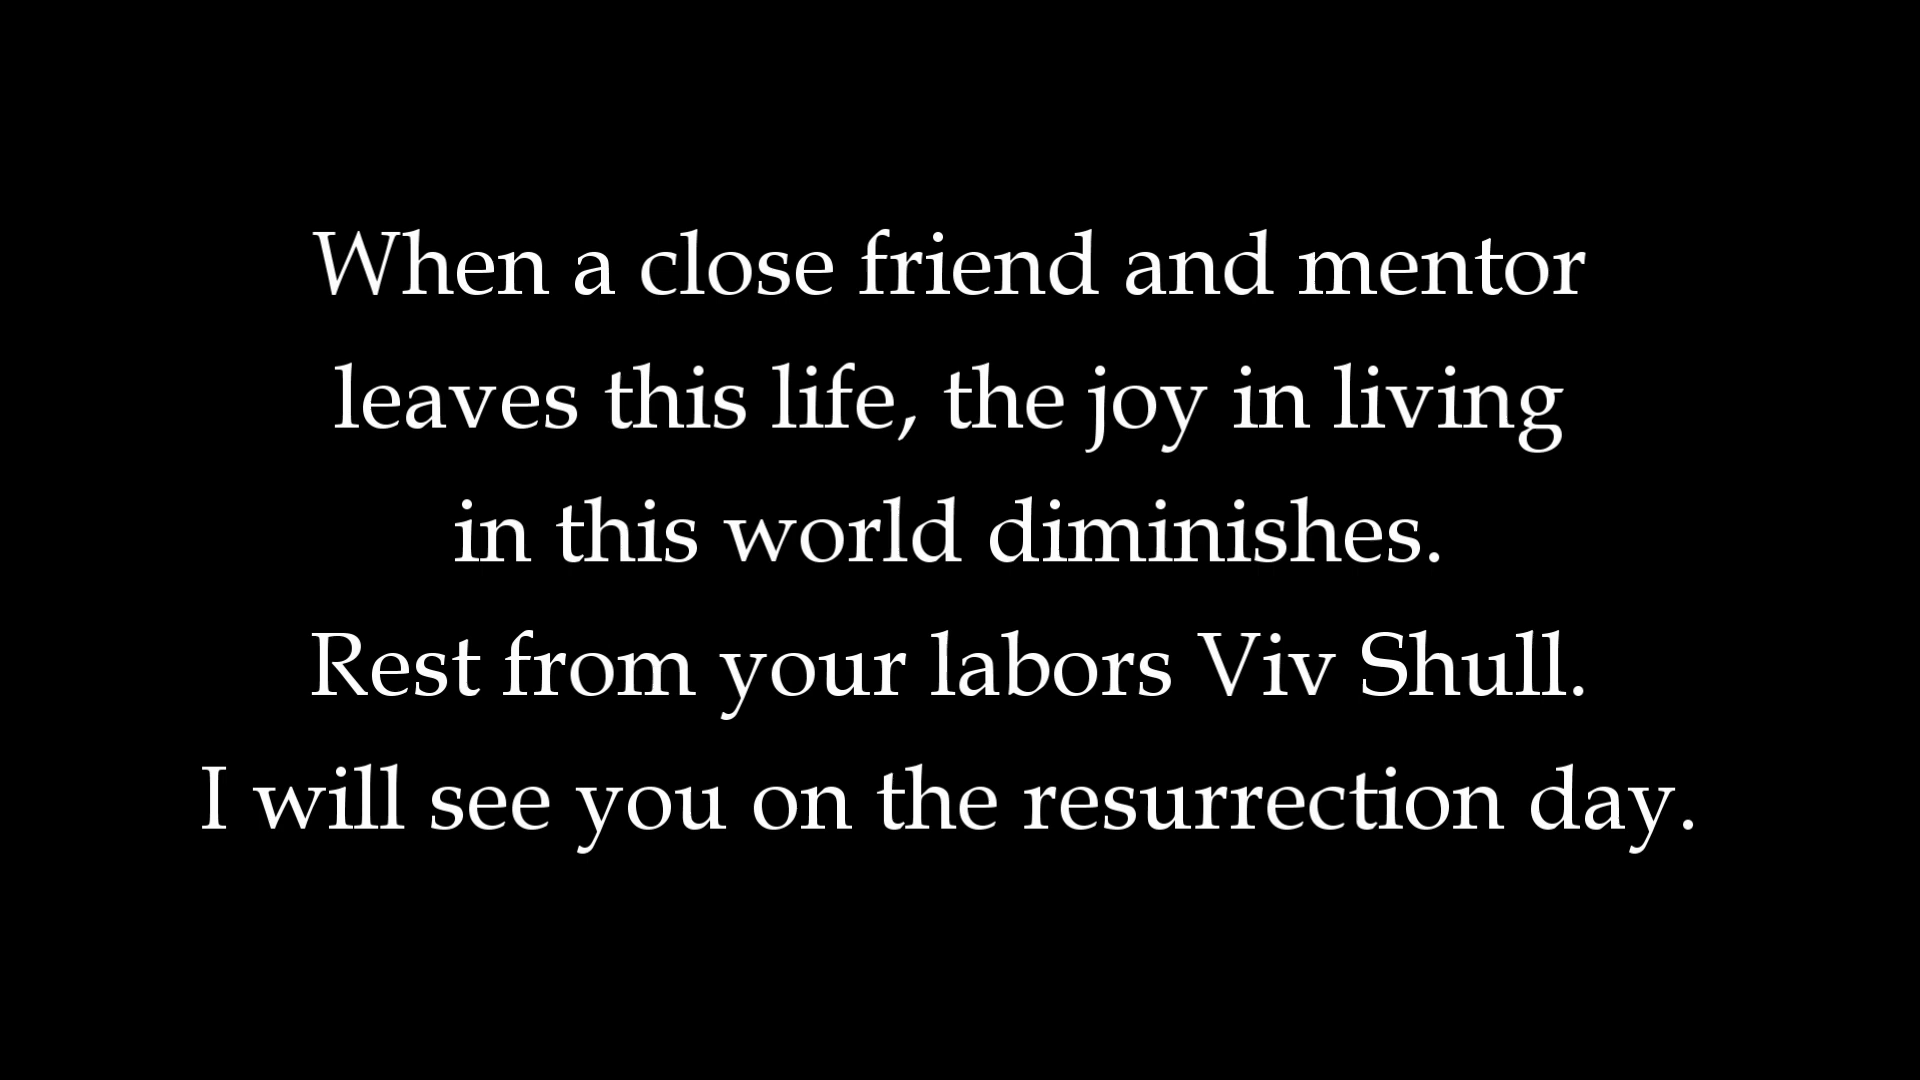 When a close friend and mentor
leaves this life, the joy in living
in this world diminishes.
Rest from your labors Viv Shull.
I will see you on the resurrection day.